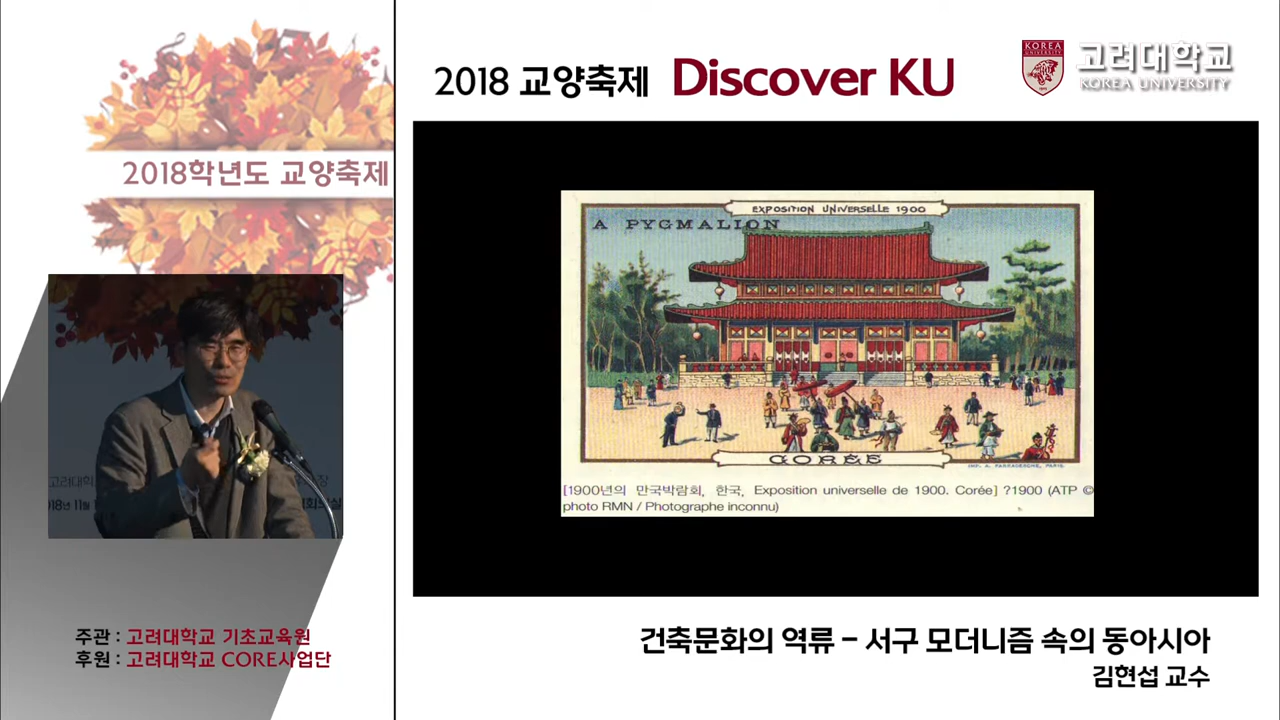 2018학년도 교양축제
2018 교양축제 Discover KU
KOREA
UNIVERSITY
고려대학교
KOREA UNIVERSITY
EXPOSITION UNIVERSELLE 1900
A PYGMALION
CORÉE
[1900년의 만국박람회, 한국, Exposition universelle de 1900. Corée] ?1900 (ATP ©
photo RMN / Photographe inconnu)
고려대학
주관 : 고려대학교 기초교육원
후원 : 고려대학교 CORE사업단
건축문화의 역류 – 서구 모더니즘 속의 동아시아
김현섭 교수